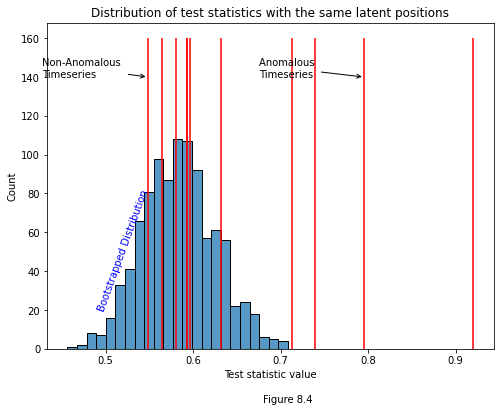 Distribution of test statistics with the same latent positions
160
140
120
100
80
60
40
20
0
Count
Non-Anomalous
Timeseries
Anomalous
Timeseries
Bootstrapped Distribution
0.5
0.6
0.7
0.8
0.9
Test statistic value
Figure 8.4